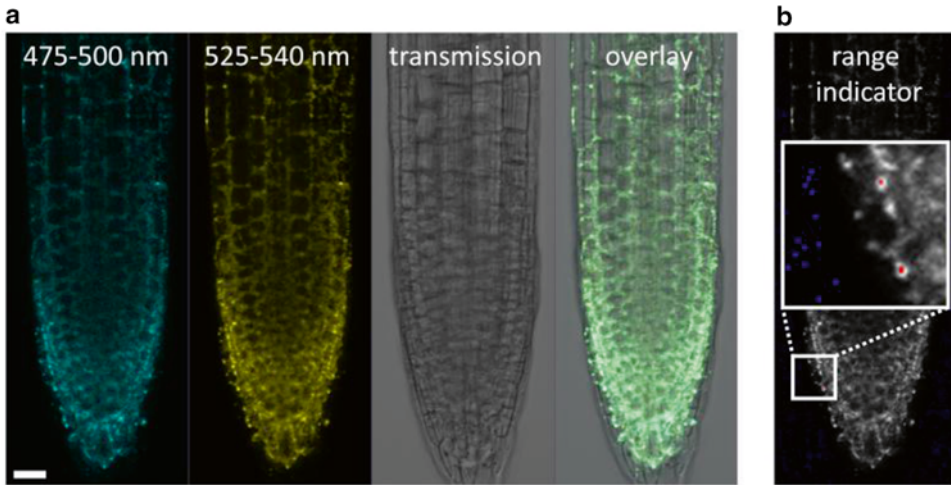 a
475-500 nm
525-540 nm
transmission
overlay
b
range
indicator